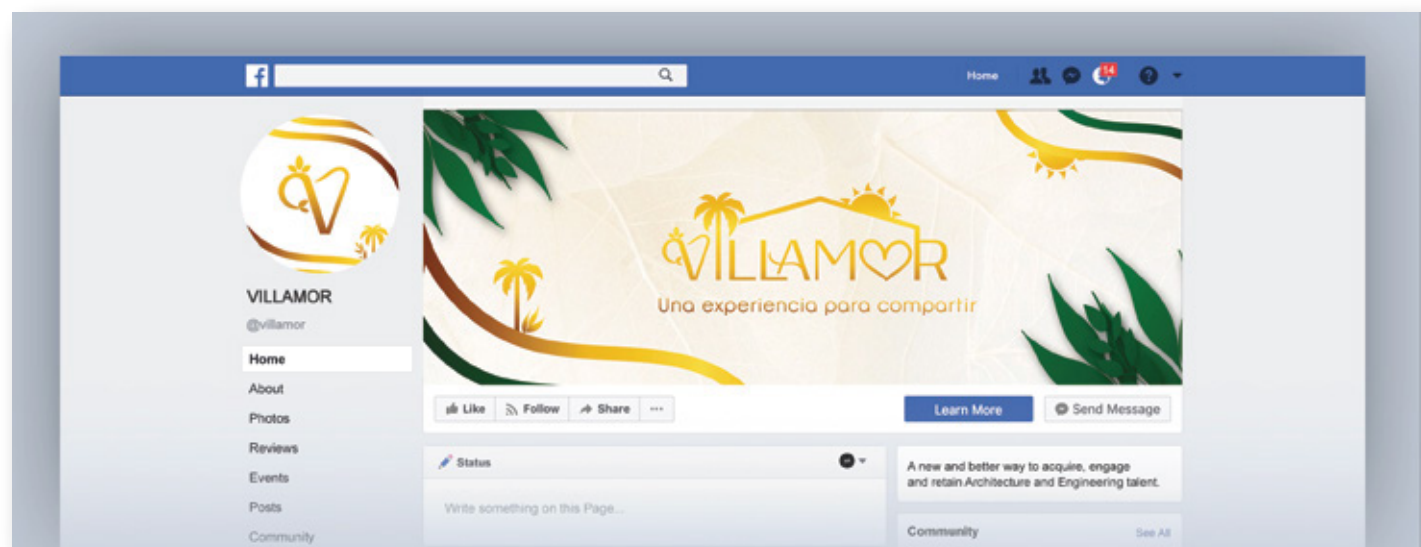 f
Home
14
?
V
VILLAMOR
@villamor
Home
About
Photos
Reviews
Events
Posts
Community
VILLAMOR
Una experiencia para compartir
Like
Follow
Share
Learn More
Send Message
Status
Write something on this Page...
A new and better way to acquire, engage
and retain Architecture and Engineering talent.
Community
See All